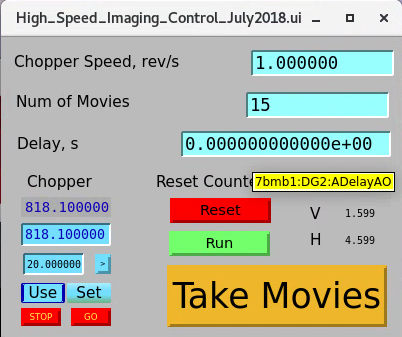 High_Speed_Imaging_Control_July2018.ui
Chopper Speed, rev/s 1.000000
Num of Movies 15
Delay, s 0.000000000000e+00
Chopper Reset Counte 7bmb1:DG2:ADelayAO
818.100000 Reset V 1.599
818.100000 Run H 4.599
20.000000 >
Use Set Take Movies
STOP GO